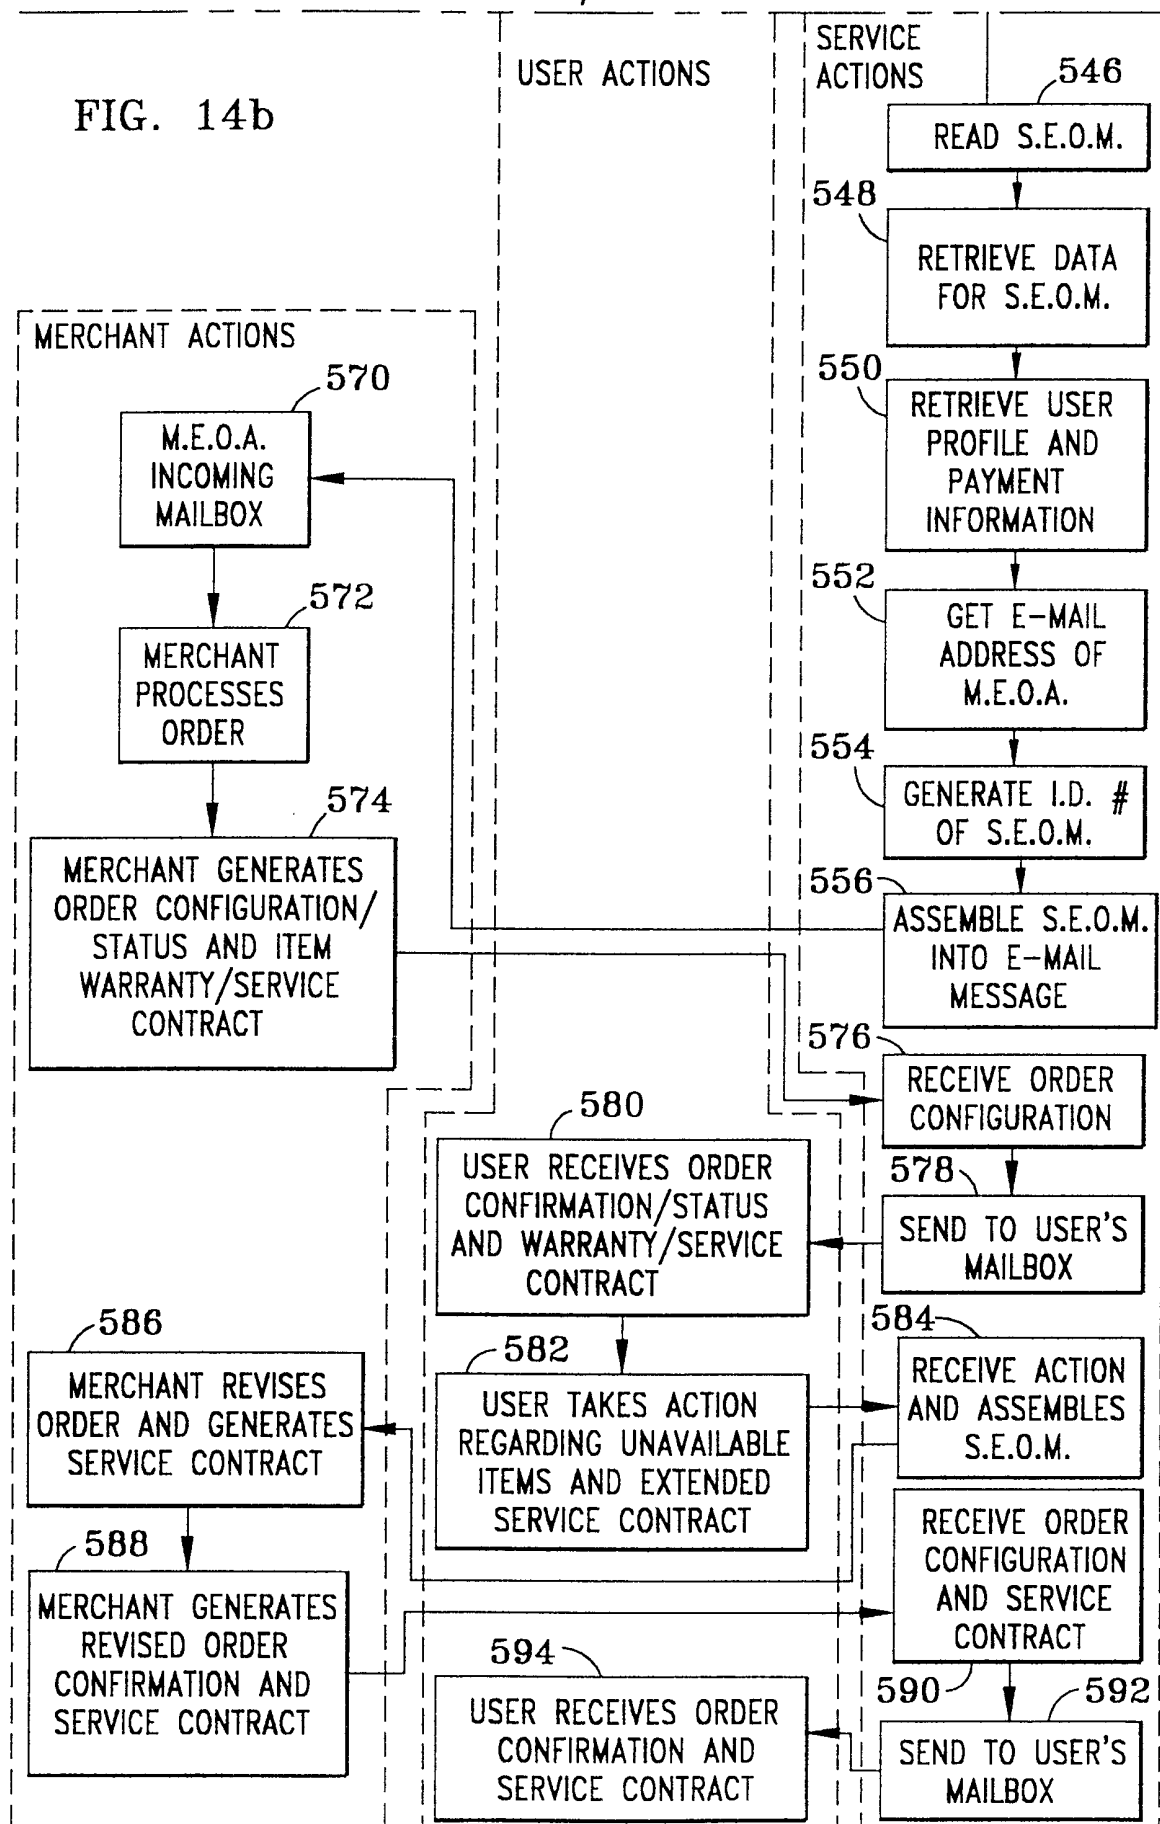 FIG. 14b
USER ACTIONS
SERVICE
ACTIONS
546
READ S.E.O.M.
548
RETRIEVE DATA
FOR S.E.O.M.
550
RETRIEVE USER
PROFILE AND
PAYMENT
INFORMATION
552
GET E-MAIL
ADDRESS OF
M.E.O.A.
554
GENERATE I.D. #
OF S.E.O.M.
556
ASSEMBLE S.E.O.M.
INTO E-MAIL
MESSAGE
MERCHANT ACTIONS
570
M.E.O.A.
INCOMING
MAILBOX
572
MERCHANT
PROCESSES
ORDER
574
MERCHANT GENERATES
ORDER CONFIGURATION/
STATUS AND ITEM
WARRANTY/SERVICE
CONTRACT
576
RECEIVE ORDER
CONFIGURATION
578
SEND TO USER'S
MAILBOX
580
USER RECEIVES ORDER
CONFIRMATION/STATUS
AND WARRANTY/SERVICE
CONTRACT
582
USER TAKES ACTION
REGARDING UNAVAILABLE
ITEMS AND EXTENDED
SERVICE CONTRACT
584
RECEIVE ACTION
AND ASSEMBLES
S.E.O.M.
586
MERCHANT REVISES
ORDER AND GENERATES
SERVICE CONTRACT
588
MERCHANT GENERATES
REVISED ORDER
CONFIRMATION AND
SERVICE CONTRACT
RECEIVE ORDER
CONFIGURATION
AND SERVICE
CONTRACT
590
592
SEND TO USER'S
MAILBOX
594
USER RECEIVES ORDER
CONFIRMATION AND
SERVICE CONTRACT